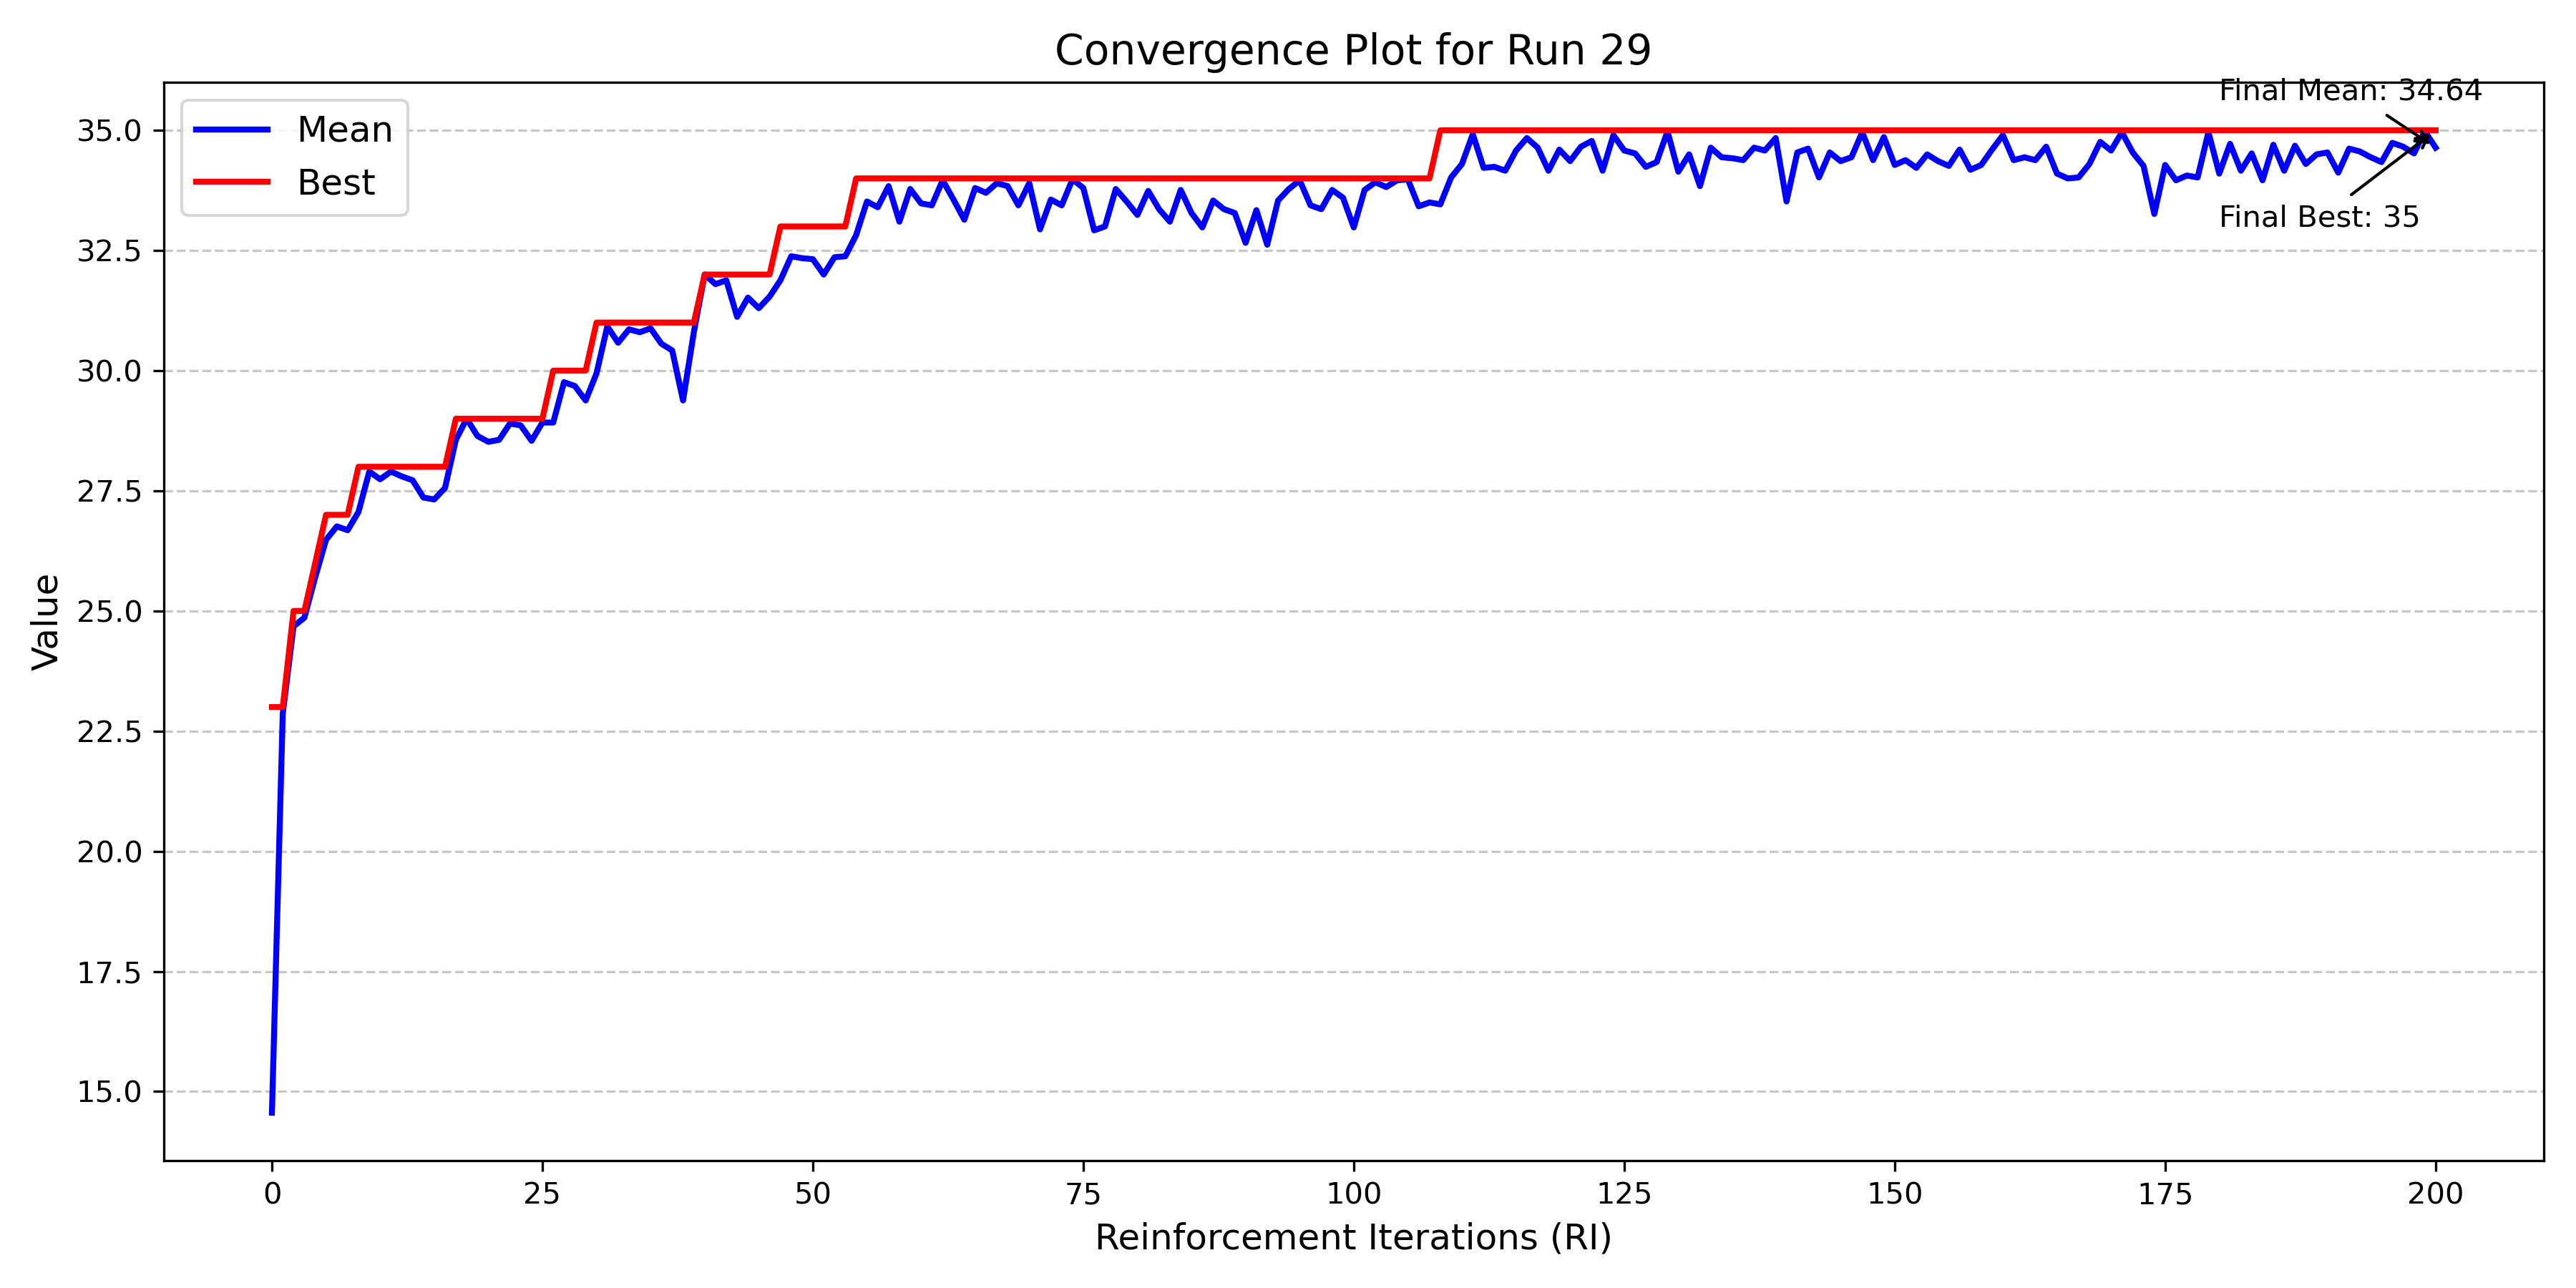 Convergence Plot for Run 29
Final Mean: 34.64
Mean
Best
Final Best: 35
35.0
32.5
30.0
27.5
25.0
22.5
20.0
17.5
15.0
Value
0 25 50 75 100 125 150 175 200
Reinforcement Iterations (RI)